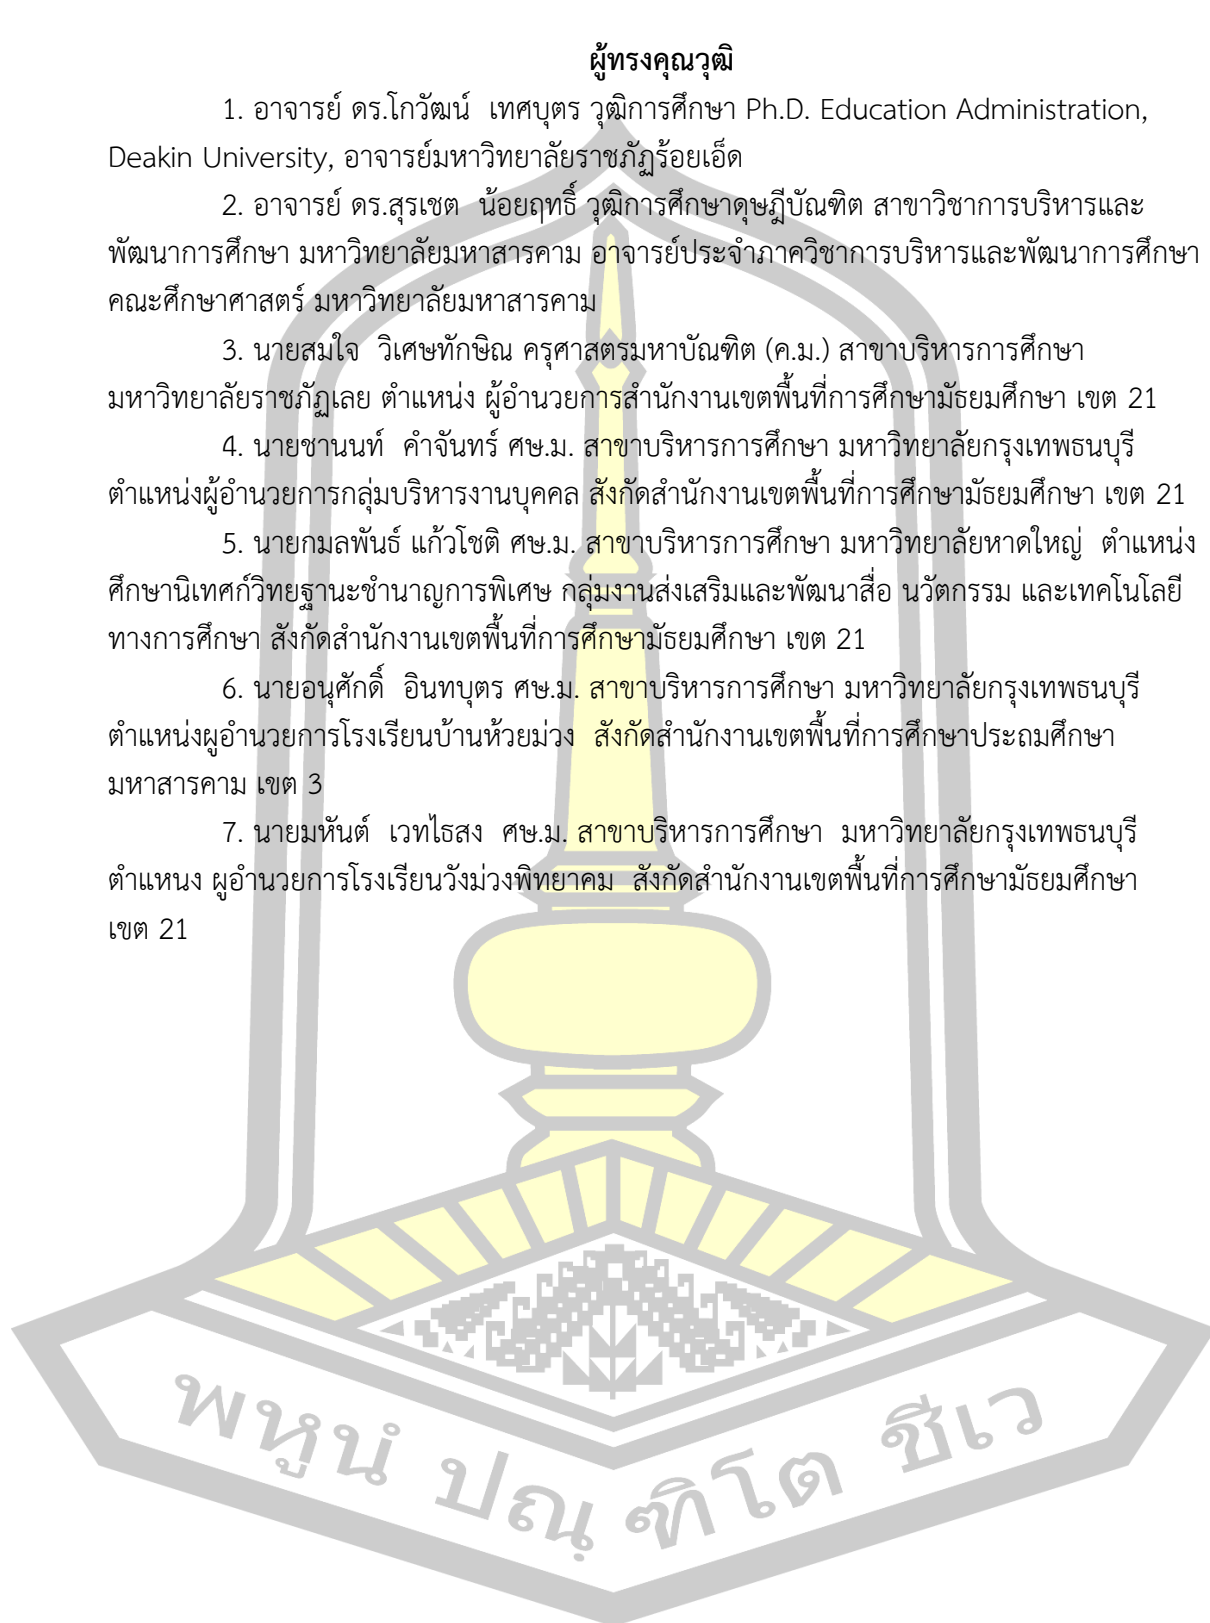 ผู้ทรงคุณวุฒิ
1. อาจารย์ ดร.โกวัฒน์  เทศบุตร วุฒิการศึกษา Ph.D. Education Administration,
Deakin University, อาจารย์มหาวิทยาลัยราชภัฏร้อยเอ็ด
2. อาจารย์ ดร.สุรเชต  น้อยฤทธิ์ วุฒิการศึกษาดุษฎีบัณฑิต สาขาวิชาการบริหารและ
พัฒนาการศึกษา มหาวิทยาลัยมหาสารคาม อาจารย์ประจำภาควิชาการบริหารและพัฒนาการศึกษา
คณะศึกษาศาสตร์ มหาวิทยาลัยมหาสารคาม
3. นายสมใจ  วิเศษทักษิณ ครุศาสตรมหาบัณฑิต (ค.ม.) สาขาบริหารการศึกษา
มหาวิทยาลัยราชภัฏเลย ตำแหน่ง ผู้อำนวยการสำนักงานเขตพื้นที่การศึกษามัธยมศึกษา เขต 21
4. นายชานนท์  คำจันทร์ ศษ.ม. สาขาบริหารการศึกษา มหาวิทยาลัยกรุงเทพธนบุรี
ตำแหน่งผู้อำนวยการกลุ่มบริหารงานบุคคล สังกัดสำนักงานเขตพื้นที่การศึกษามัธยมศึกษา เขต 21
5. นายกมลพันธ์ แก้วโชติ ศษ.ม. สาขาบริหารการศึกษา มหาวิทยาลัยหาดใหญ่  ตำแหน่ง
ศึกษานิเทศก์วิทยฐานะชำนาญการพิเศษ กลุ่มงานส่งเสริมและพัฒนาสื่อ นวัตกรรม และเทคโนโลยี
ทางการศึกษา สังกัดสำนักงานเขตพื้นที่การศึกษามัธยมศึกษา เขต 21
6. นายอนุศักดิ์  อินทบุตร ศษ.ม. สาขาบริหารการศึกษา มหาวิทยาลัยกรุงเทพธนบุรี
ตำแหน่งผูอำนวยการโรงเรียนบ้านห้วยม่วง  สังกัดสำนักงานเขตพื้นที่การศึกษาประถมศึกษา
มหาสารคาม เขต 3
7. นายมหันต์  เวทไธสง  ศษ.ม. สาขาบริหารการศึกษา  มหาวิทยาลัยกรุงเทพธนบุรี
ตำแหนง ผูอำนวยการโรงเรียนวังม่วงพิทยาคม  สังกัดสำนักงานเขตพื้นที่การศึกษามัธยมศึกษา
เขต 21
พหูนํ ปณฺฑิโต ชีเว